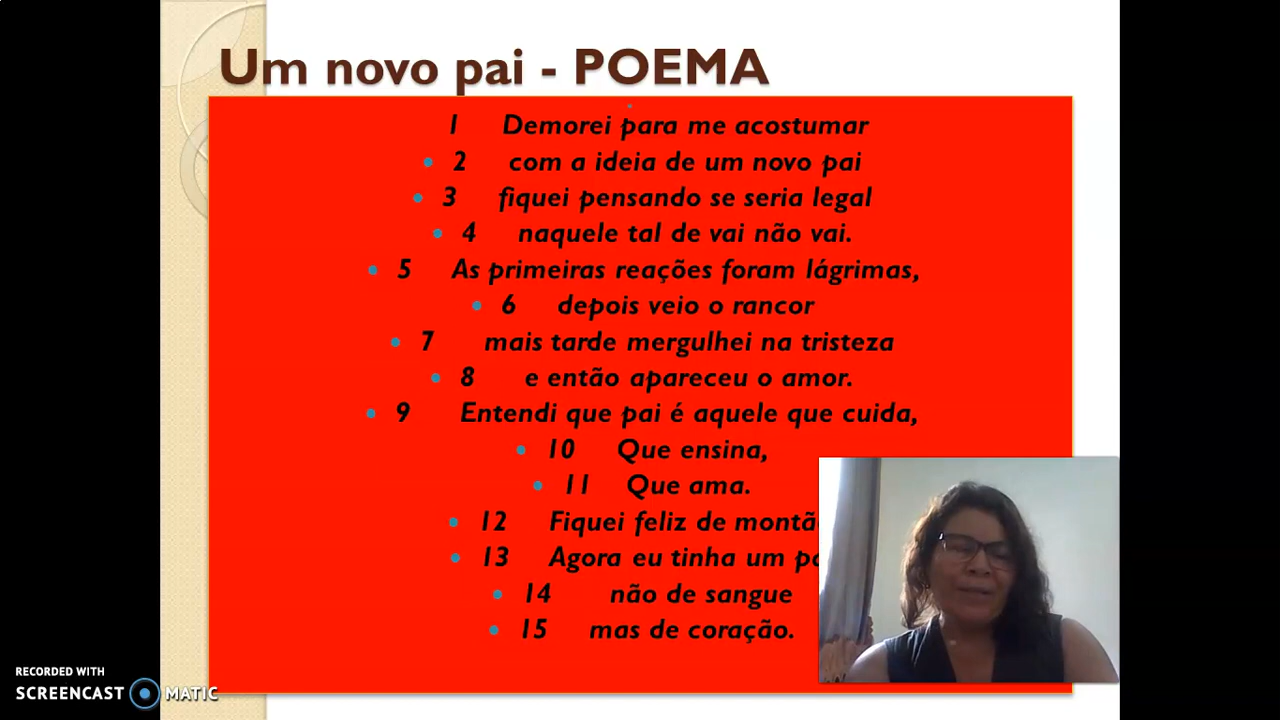 Um novo pai - POEMA
1 Demorei para me acostumar
2 com a ideia de um novo pai
3 fiquei pensando se seria legal
4 naquele tal de vai não vai.
5 As primeiras reações foram lágrimas,
6 depois veio o rancor
7 mais tarde mergulhei na tristeza
8 e então apareceu o amor.
9 Entendi que pai é aquele que cuida,
10 Que ensina,
11 Que ama.
12 Fiquei feliz de
13 Agora eu tinha um
14 não de sangue
15 mas de coração.
RECORDED WITH
SCREENCAST MATIC